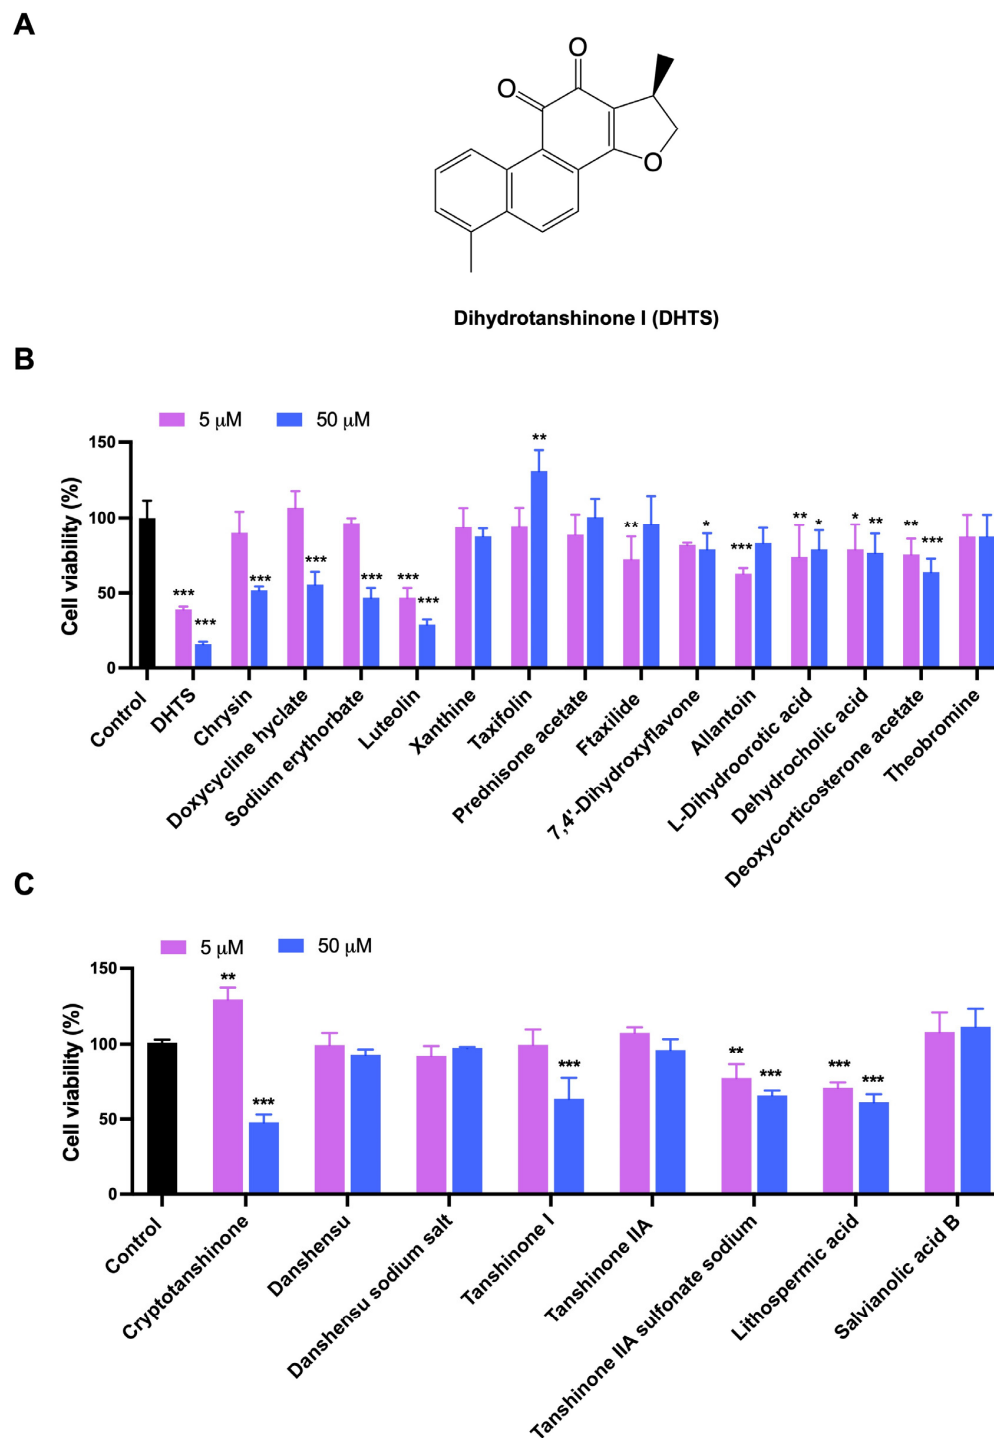 A
O
O
O
Dihydrotanshinone I (DHTS)
B
5 μM 50 μM
Cell viability (%)
150
100
50
0
*** *** *** *** *** *** *** ** ** * *** ** * * ** ** ***
Control
DHTS
Chrysin
Doxycycline hyclate
Sodium erythorbate
Luteolin
Xanthine
Taxifolin
Prednisone acetate
Ftaxilide
7,4'-Dihydroxyflavone
Allantoin
L-Dihydroorotic acid
Dehydrocholic acid
Deoxycorticosterone acetate
Theobromine
C
5 μM 50 μM
Cell viability (%)
150
100
50
0
** *** *** ** *** *** ***
Control
Cryptotanshinone
Danshensu
Danshensu sodium salt
Tanshinone I
Tanshinone IIA
Tanshinone IIA sulfonate sodium
Lithospermic acid
Salvianolic acid B